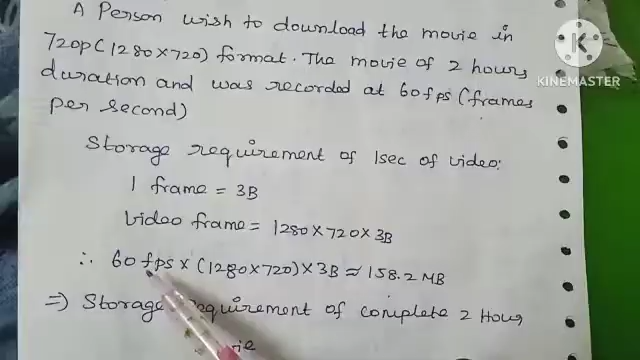 A Person wish to download the movie in
720p (1280×720) format. The movie of 2 hours
duration and was recorded at 60fps (frames
per second)
Storage requirement of 1sec of video:
1 frame = 3B
Video frame = 1280×720×3B
∴ 60fps × (1280×720) × 3B ≈ 158.2 MB
⇒ Storage requirement of complete 2 Hour
KINEMASTER